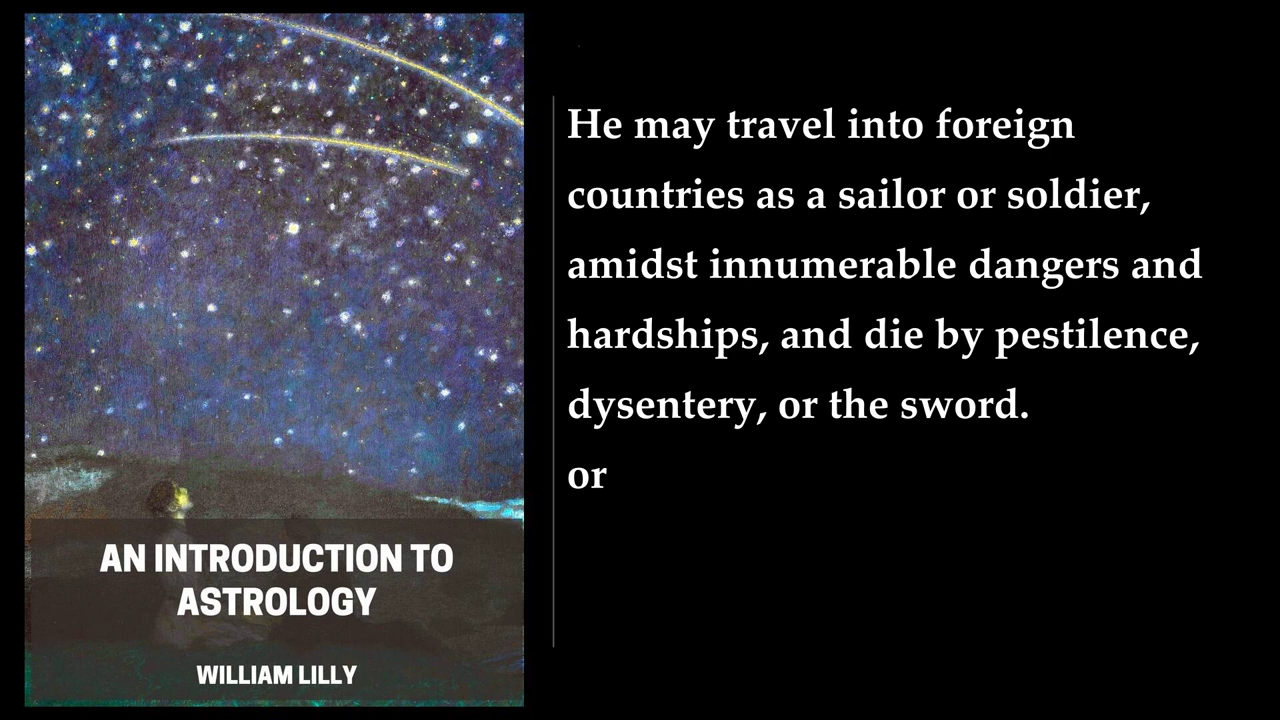 AN INTRODUCTION TO
ASTROLOGY
WILLIAM LILLY
He may travel into foreign
countries as a sailor or soldier,
amidst innumerable dangers and
hardships, and die by pestilence,
dysentery, or the sword.
or